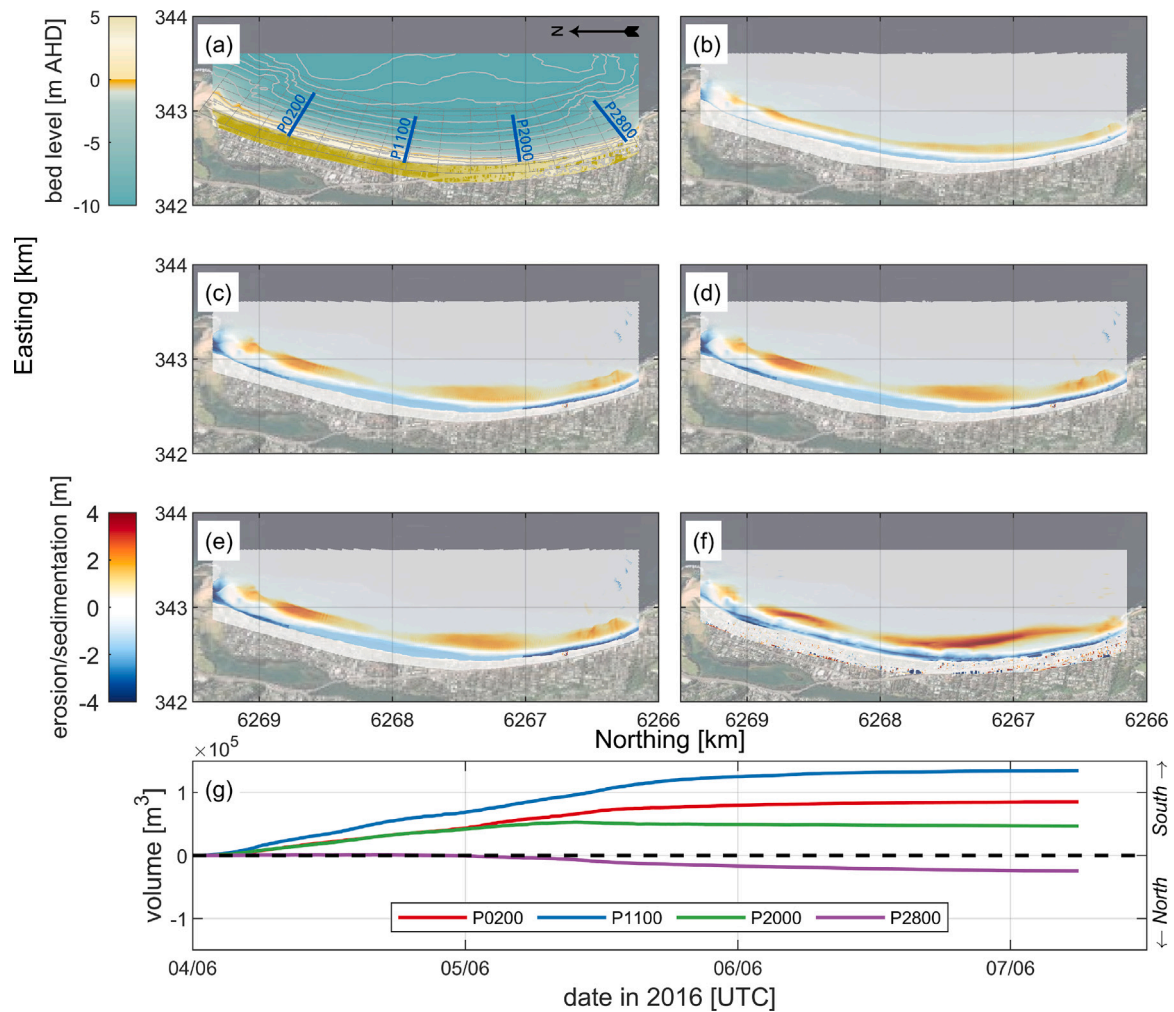 344
343
342
5
0
-5
-10
bed level [m AHD]
(a)
N
P0200
P1100
P2000
P2800
(b)
Easting [km]
344
343
342
(c)
(d)
erosion/sedimentation [m]
4
2
0
-2
-4
344
343
342
(e)
(f)
6269 6268 6267 6266
6269 6268 6267 6266
Northing [km]
×10⁵
(g)
volume [m³]
1
0
-1
South →
← North
P0200 P1100 P2000 P2800
04/06 05/06 06/06 07/06
date in 2016 [UTC]